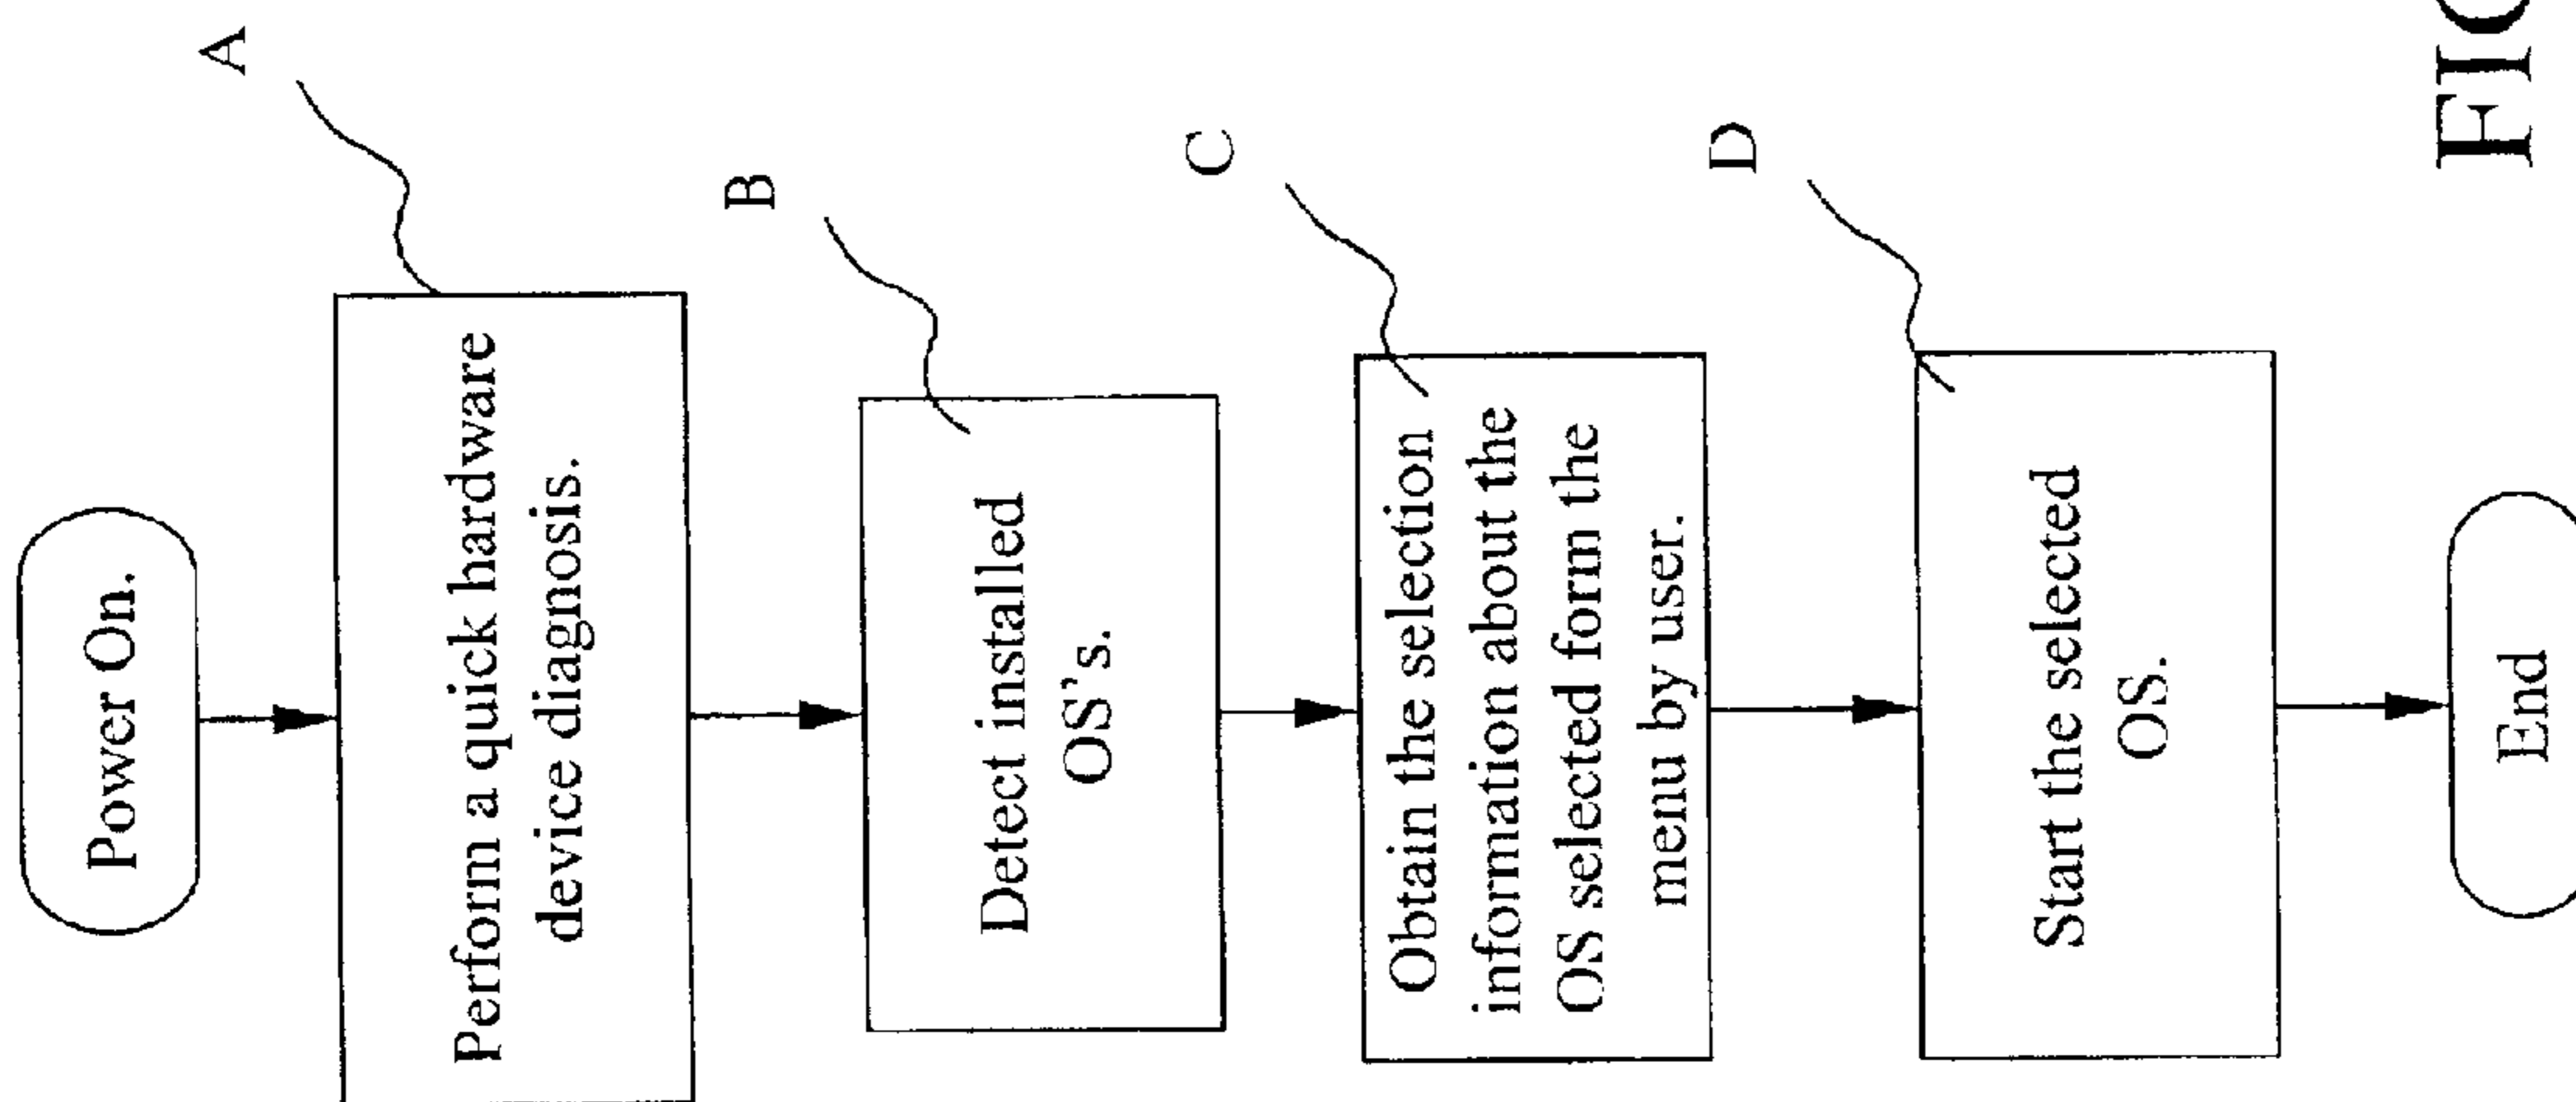 Power On.
A
Perform a quick hardware
device diagnosis.
B
Detect installed
OS's.
C
Obtain the selection
information about the
OS selected form the
menu by user.
D
Start the selected
OS.
End